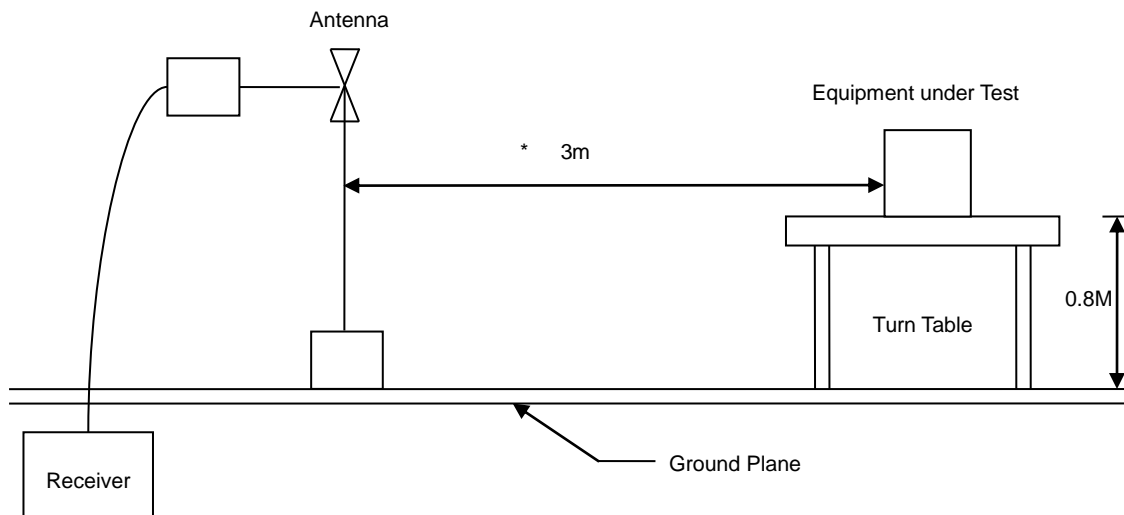 Antenna
Equipment under Test
* 3m
0.8M
Turn Table
Ground Plane
Receiver